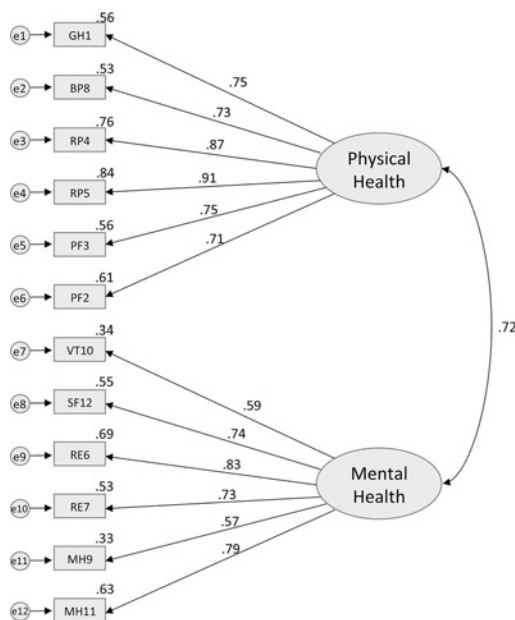 .56
e1 GH1
.75
.53
e2 BP8
.73
.76
e3 RP4
.87
Physical
Health
.84
e4 RP5
.91
.56
e5 PF3
.75
.61
e6 PF2
.71
.34
e7 VT10
.72
.55
e8 SF12
.59
.69
e9 RE6
.74
.83
Mental
Health
.53
e10 RE7
.73
.33
e11 MH9
.57
.63
e12 MH11
.79